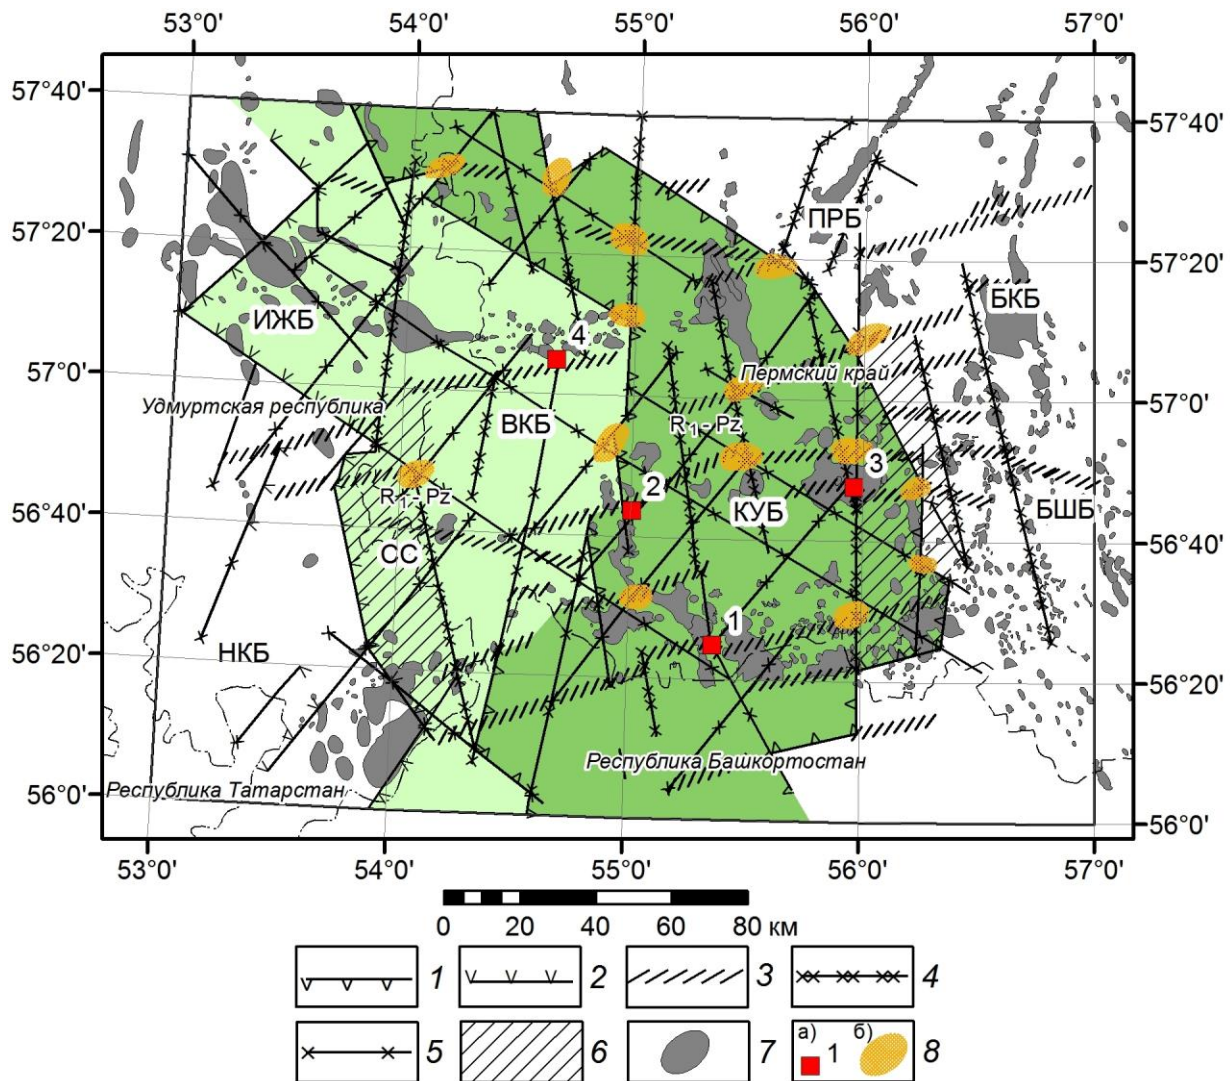 53°0' 54°0' 55°0' 56°0' 57°0'
57°40' 57°40'
ПРБ
57°20' 57°20'
БКБ
ИЖБ
4
57°0' Пермский край
Удмуртская республика 57°0'
ВКБ R₁- Pz
3
R₁- Pz 2 КУБ БШБ
56°40' 56°40'
СС
1
НКБ
56°20' 56°20'
Республика Башкортостан
Республика Татарстан
56°0' 56°0'
53°0' 54°0' 55°0' 56°0' 57°0'
0 20 40 60 80 км
1 2 3 4
а) б)
5 6 7 1 8